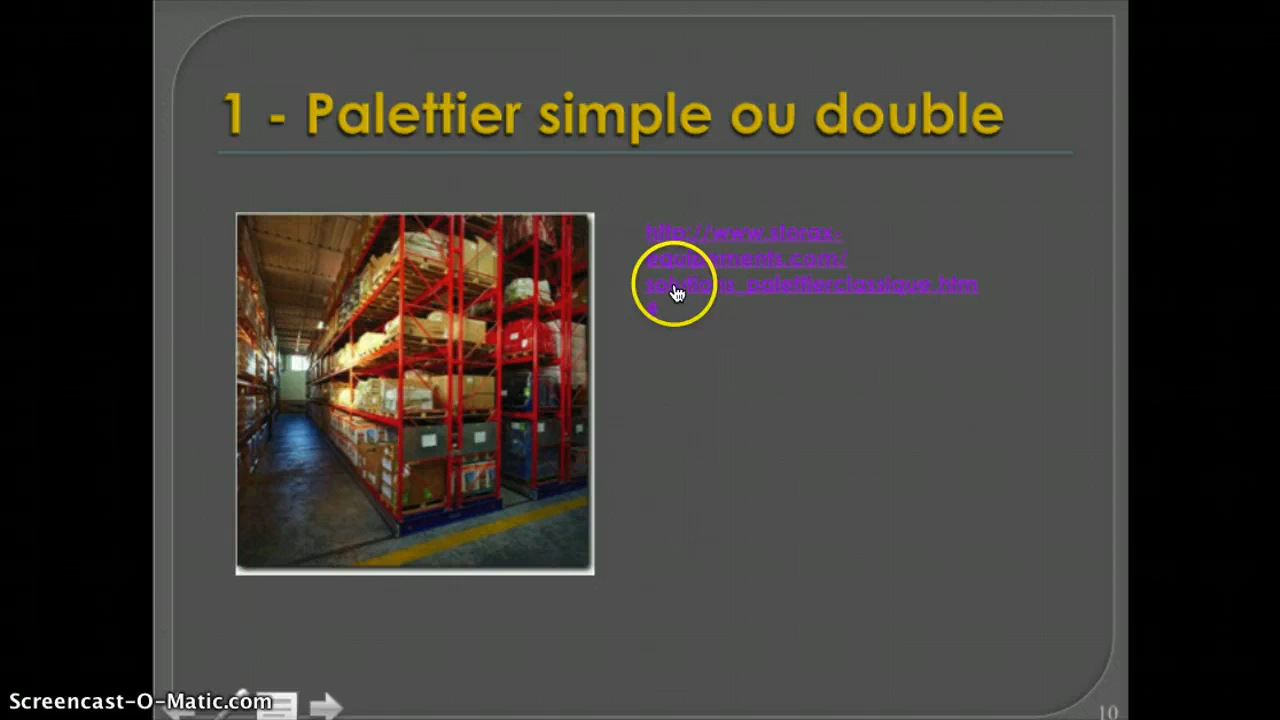 1 - Palettier simple ou double
http://www.storax-
equipements.com/
solutions_palettierclassique.htm
Screencast-O-Matic.com
10